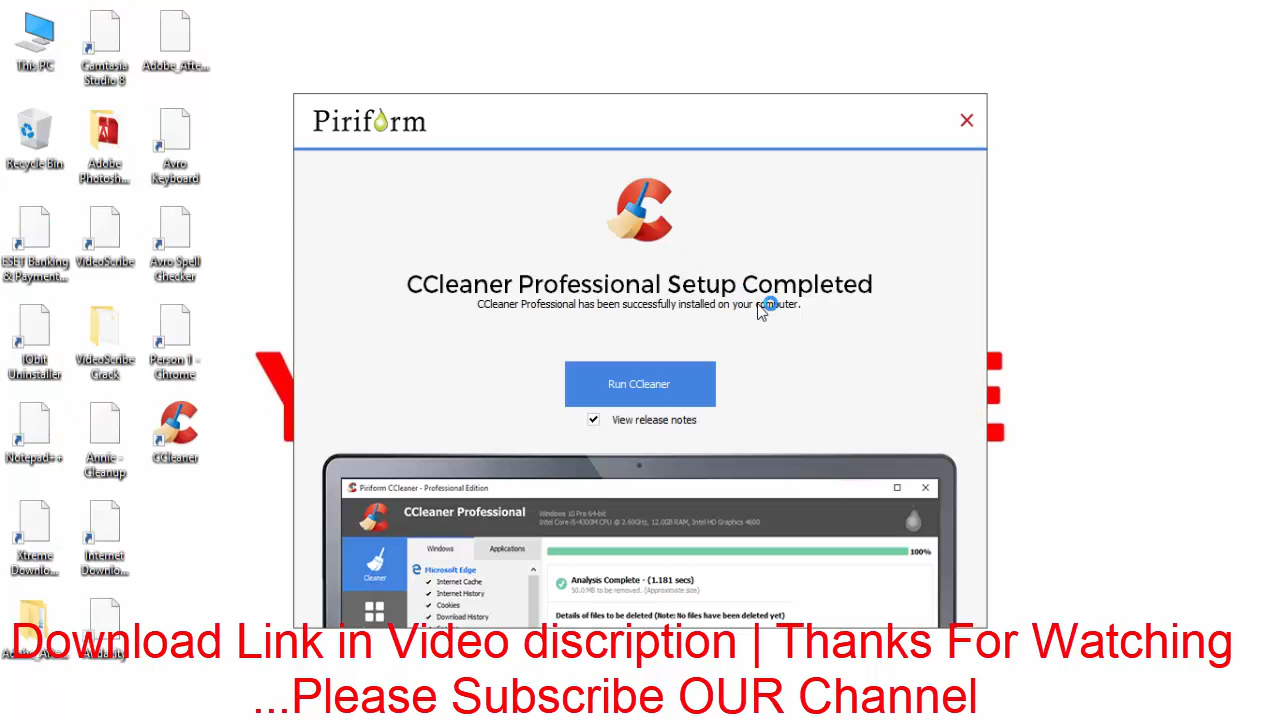 This PC
Camtasia
Studio 8
Adobe_Afte...
Recycle Bin
Adobe
Photosh...
Avro
Keyboard
ESET Banking
& Payment...
VideoScribe
Avro Spell
Checker
IObit
Uninstaller
VideoScribe
Crack
Person 1 -
Chrome
Notepad++
Annie -
Cleanup
CCleaner
Xtreme
Downlo...
Internet
Downlo...
Piriform
CCleaner Professional Setup Completed
CCleaner Professional has been successfully installed on your computer.
Run CCleaner
View release notes
Piriform CCleaner - Professional Edition
CCleaner Professional
Windows 10 Pro 64-bit
Intel Core i5-4300M CPU @ 2.60GHz, 12.0GB RAM, Intel HD Graphics 4600
Cleaner
Windows
Applications
100%
Microsoft Edge
Internet Cache
Internet History
Cookies
Download History
Analysis Complete - (1.181 secs)
50.0 MB to be removed. (Approximate size)
Details of files to be deleted (Note: No files have been deleted yet)
Y
E
Download Link in Video discription | Thanks For Watching
...Please Subscribe OUR Channel